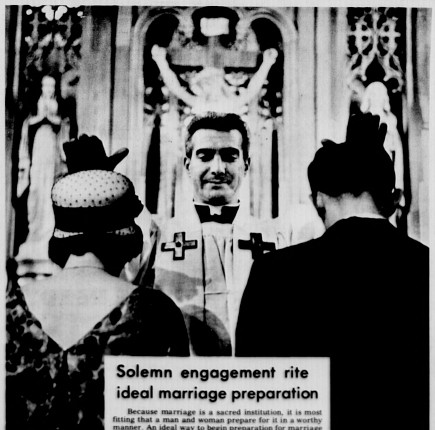 Solemn engagement rite
ideal marriage preparation
Because marriage is a sacred institution, it is most
fitting that a man and woman prepare for it in a worthy
manner. An ideal way to begin preparation for marriage